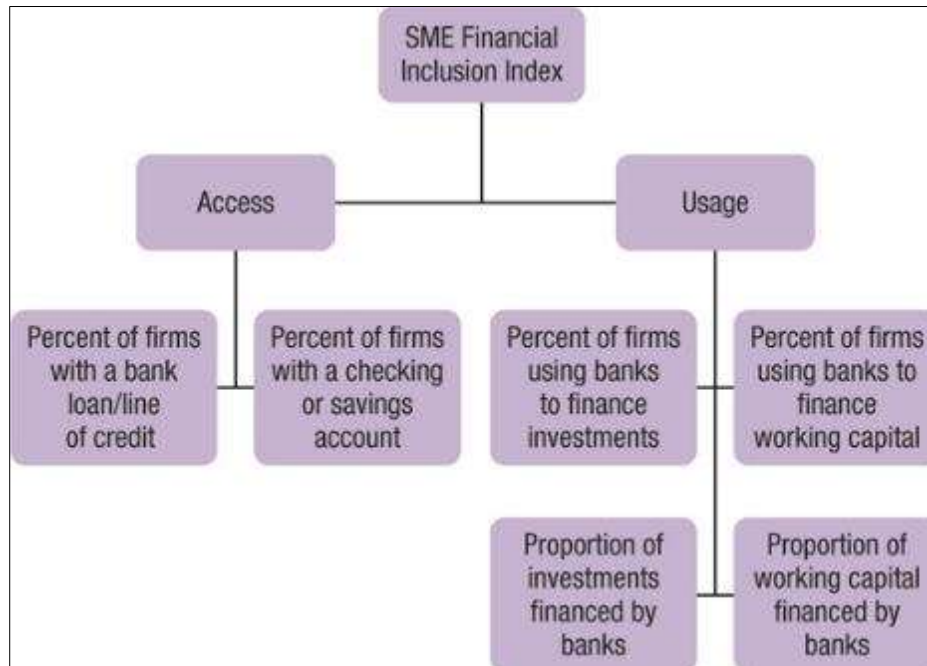 SME Financial
Inclusion Index
Access
Usage
Percent of firms
with a bank
loan/line
of credit
Percent of firms
with a checking
or savings
account
Percent of firms
using banks
to finance
investments
Percent of firms
using banks to
finance
working capital
Proportion of
investments
financed by
banks
Proportion of
working capital
financed by
banks